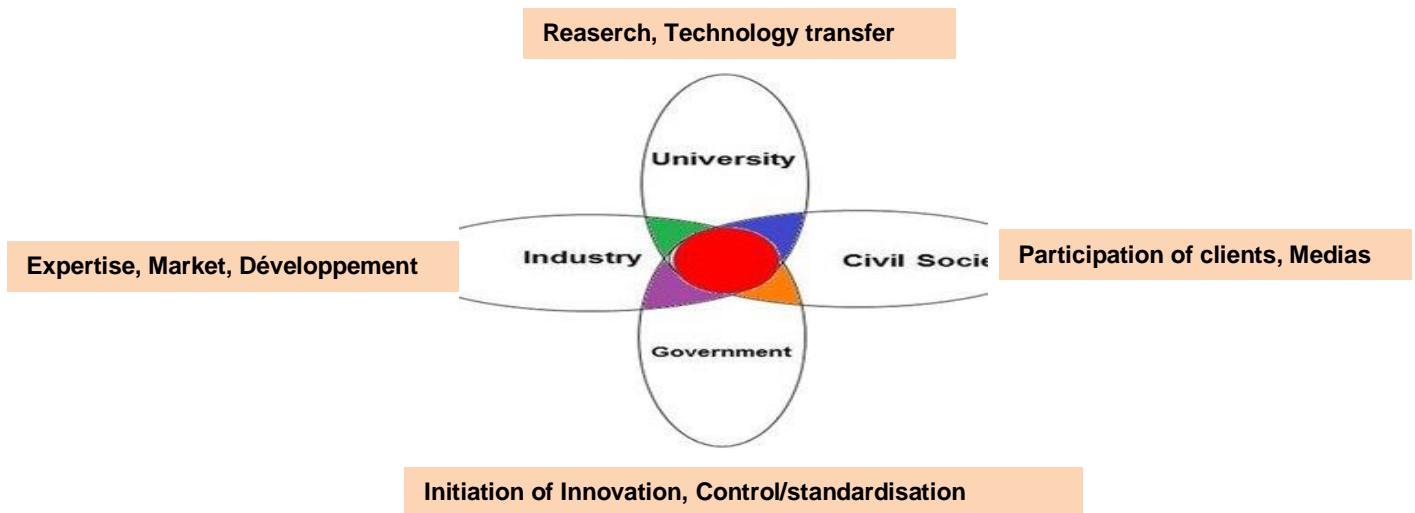 Reaserch, Technology transfer
University
Industry
Civil Socie
Expertise, Market, Développement
Participation of clients, Medias
Government
Initiation of Innovation, Control/standardisation